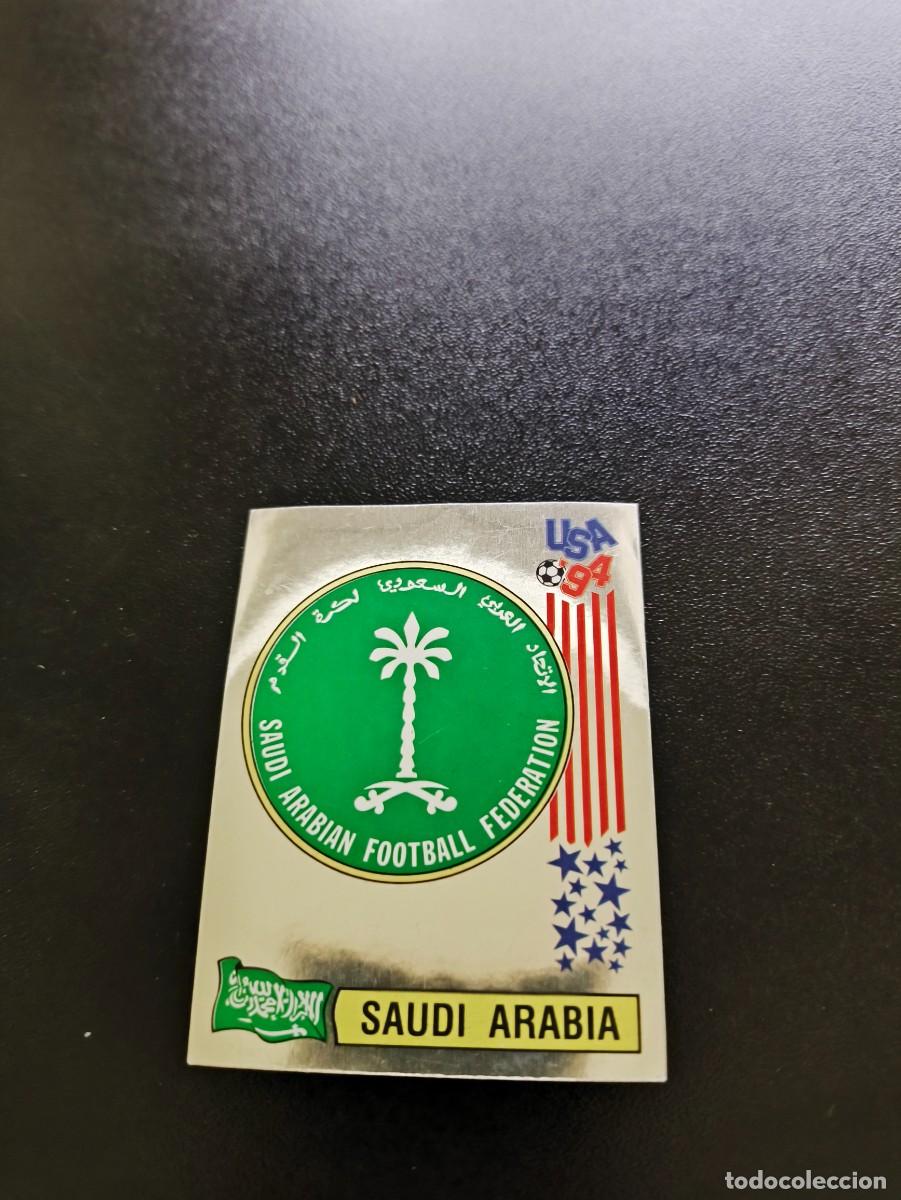 USA
'94
الاتحاد العربي السعودي لكرة القدم
SAUDI ARABIAN FOOTBALL FEDERATION
SAUDI ARABIA
todocoleccion